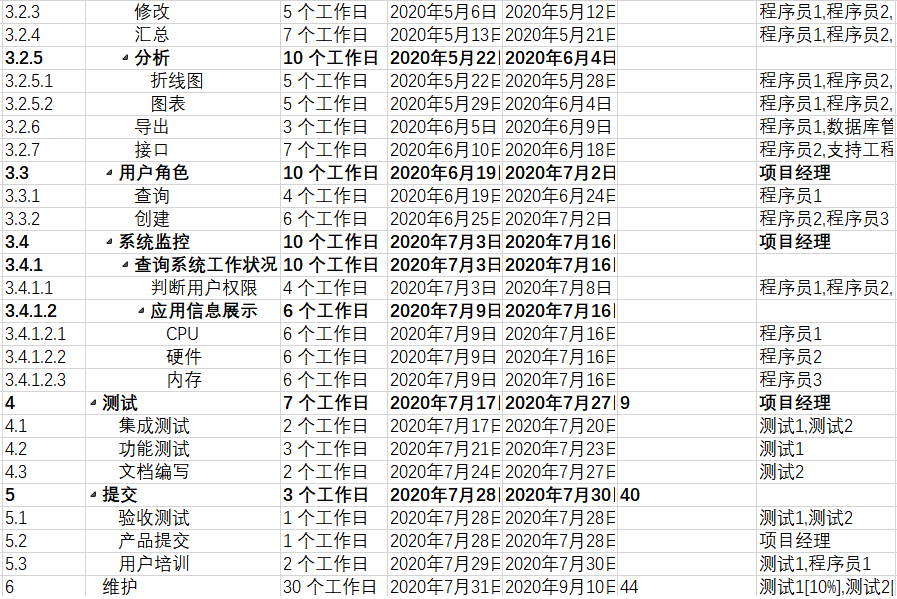 3.2.3 修改 5 个工作日 2020年5月6日 2020年5月12日 程序员1,程序员2,
3.2.4 汇总 7 个工作日 2020年5月13日 2020年5月21日 程序员1,程序员2,
3.2.5 分析 10 个工作日 2020年5月22日 2020年6月4日
3.2.5.1 折线图 5 个工作日 2020年5月22日 2020年5月28日 程序员1,程序员2,
3.2.5.2 图表 5 个工作日 2020年5月29日 2020年6月4日 程序员1,程序员2,
3.2.6 导出 3 个工作日 2020年6月5日 2020年6月9日 程序员1,数据库管
3.2.7 接口 7 个工作日 2020年6月10日 2020年6月18日 程序员2,支持工程
3.3 用户角色 10 个工作日 2020年6月19日 2020年7月2日 项目经理
3.3.1 查询 4 个工作日 2020年6月19日 2020年6月24日 程序员1
3.3.2 创建 6 个工作日 2020年6月25日 2020年7月2日 程序员2,程序员3
3.4 系统监控 10 个工作日 2020年7月3日 2020年7月16日 项目经理
3.4.1 查询系统工作状况 10 个工作日 2020年7月3日 2020年7月16日
3.4.1.1 判断用户权限 4 个工作日 2020年7月3日 2020年7月8日 程序员1,程序员2,
3.4.1.2 应用信息展示 6 个工作日 2020年7月9日 2020年7月16日
3.4.1.2.1 CPU 6 个工作日 2020年7月9日 2020年7月16日 程序员1
3.4.1.2.2 硬件 6 个工作日 2020年7月9日 2020年7月16日 程序员2
3.4.1.2.3 内存 6 个工作日 2020年7月9日 2020年7月16日 程序员3
4 测试 7 个工作日 2020年7月17日 2020年7月27日 9 项目经理
4.1 集成测试 2 个工作日 2020年7月17日 2020年7月20日 测试1,测试2
4.2 功能测试 3 个工作日 2020年7月21日 2020年7月23日 测试1
4.3 文档编写 2 个工作日 2020年7月24日 2020年7月27日 测试2
5 提交 3 个工作日 2020年7月28日 2020年7月30日 40
5.1 验收测试 1 个工作日 2020年7月28日 2020年7月28日 测试1,测试2
5.2 产品提交 1 个工作日 2020年7月28日 2020年7月28日 项目经理
5.3 用户培训 2 个工作日 2020年7月29日 2020年7月30日 测试1,程序员1
6 维护 30 个工作日 2020年7月31日 2020年9月10日 44 测试1[10%],测试2[